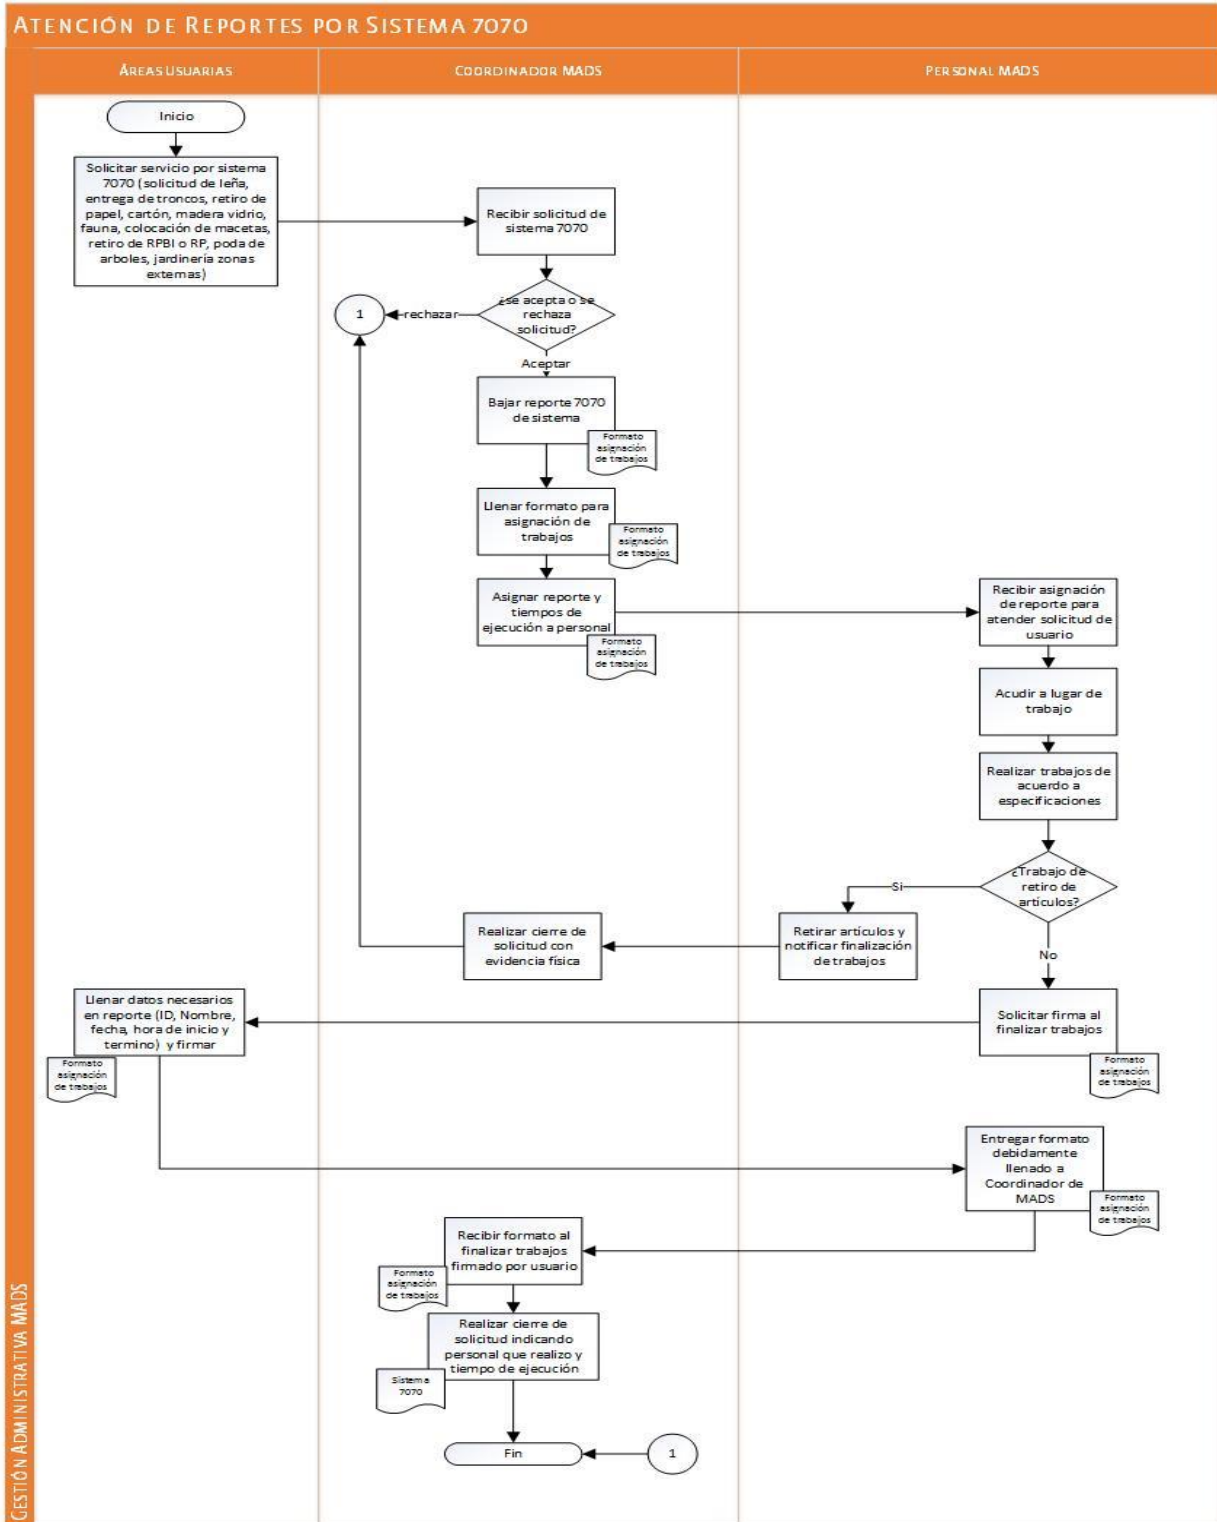 ATENCIÓN DE REPORTES POR SISTEMA 7070
ÁREAS USUARIAS
COORDINADOR MADS
PERSONAL MADS
Inicio
Solicitar servicio por sistema
7070 (solicitud de leña,
entrega de troncos, retiro de
papel, cartón, madera vidrio,
fauna, colocación de macetas,
retiro de RPBI o RP, poda de
arboles, jardinería zonas
externas)
Recibir solicitud de
sistema 7070
¿se acepta o se
rechaza
solicitud?
rechazar
1
Aceptar
Bajar reporte 7070
de sistema
Formato
asignación
de trabajos
Llenar formato para
asignación de
trabajos
Formato
asignación
de trabajos
Asignar reporte y
tiempos de
ejecución a personal
Formato
asignación
de trabajos
Recibir asignación
de reporte para
atender solicitud de
usuario
Acudir a lugar de
trabajo
Realizar trabajos de
acuerdo a
especificaciones
¿Trabajo de
retiro de
artículos?
Si
No
Retirar artículos y
notificar finalización
de trabajos
Realizar cierre de
solicitud con
evidencia física
Solicitar firma al
finalizar trabajos
Formato
asignación
de trabajos
Llenar datos necesarios
en reporte (ID, Nombre,
fecha, hora de inicio y
termino) y firmar
Formato
asignación
de trabajos
Entregar formato
debidamente
llenado a
Coordinador de
MADS
Formato
asignación
de trabajos
Recibir formato al
finalizar trabajos
firmado por usuario
Formato
asignación
de trabajos
Realizar cierre de
solicitud indicando
personal que realizo y
tiempo de ejecución
Sistema
7070
Fin
1
GESTIÓN ADMINISTRATIVA MADS